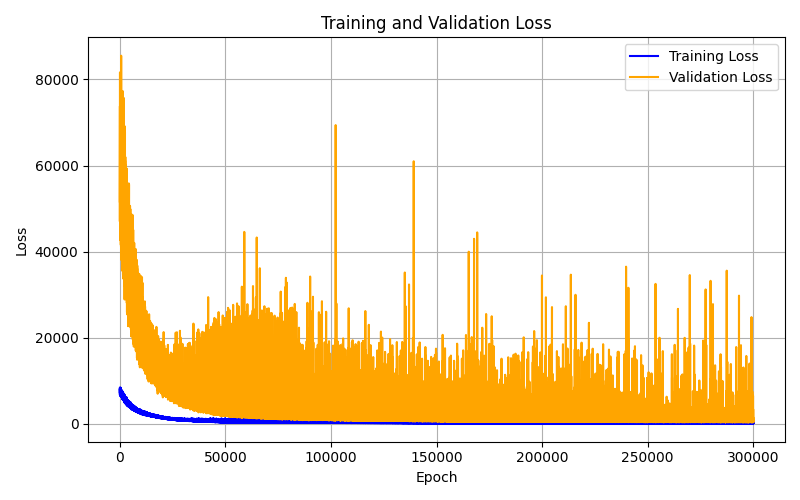 Training and Validation Loss
Training Loss
Validation Loss
80000
60000
40000
20000
0
Loss
0 50000 100000 150000 200000 250000 300000
Epoch